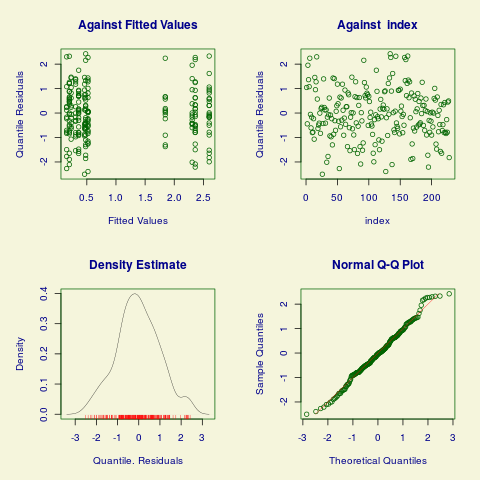 Against Fitted Values
Quantile Residuals
-2 -1 0 1 2
0.5 1.0 1.5 2.0 2.5
Fitted Values
Against index
Quantile Residuals
-2 -1 0 1 2
0 50 100 150 200
index
Density Estimate
Density
0.0 0.1 0.2 0.3 0.4
-3 -2 -1 0 1 2 3
Quantile. Residuals
Normal Q-Q Plot
Sample Quantiles
-2 -1 0 1 2
-3 -2 -1 0 1 2 3
Theoretical Quantiles